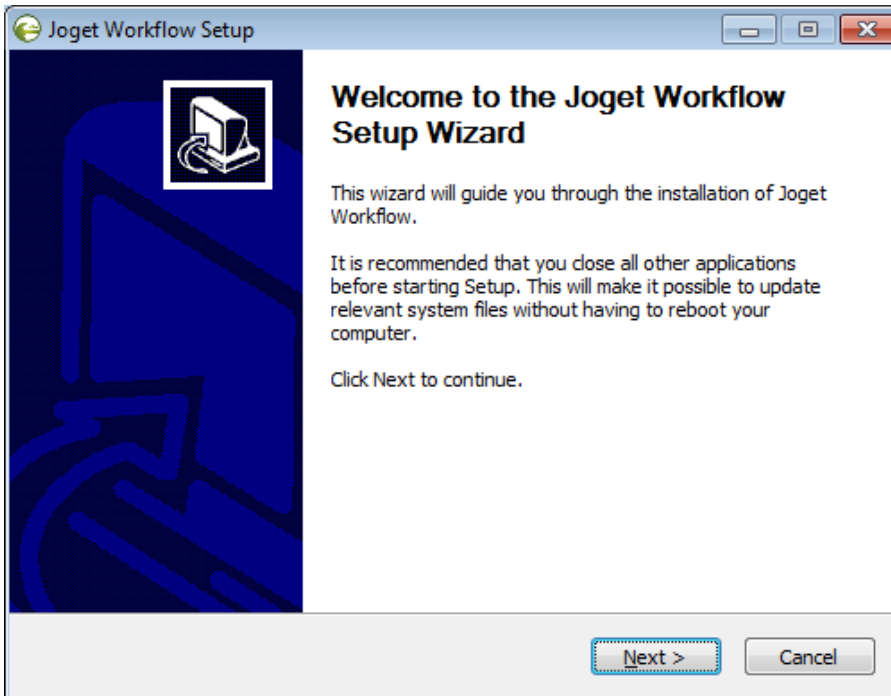 Joget Workflow Setup
Welcome to the Joget Workflow
Setup Wizard
This wizard will guide you through the installation of Joget
Workflow.
It is recommended that you close all other applications
before starting Setup. This will make it possible to update
relevant system files without having to reboot your
computer.
Click Next to continue.
Next >
Cancel